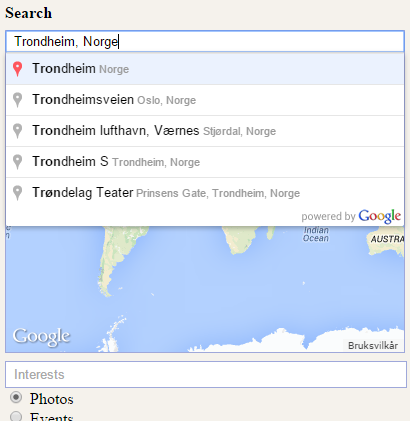 Search
Trondheim, Norge
Trondheim Norge
Trondheimsveien Oslo, Norge
Trondheim lufthavn, Værnes Stjørdal, Norge
Trondheim S Trondheim, Norge
Trøndelag Teater Prinsens Gate, Trondheim, Norge
powered by Google
Indian
Ocean
AUSTRA
Google
Bruksvilkår
Interests
Photos
Events